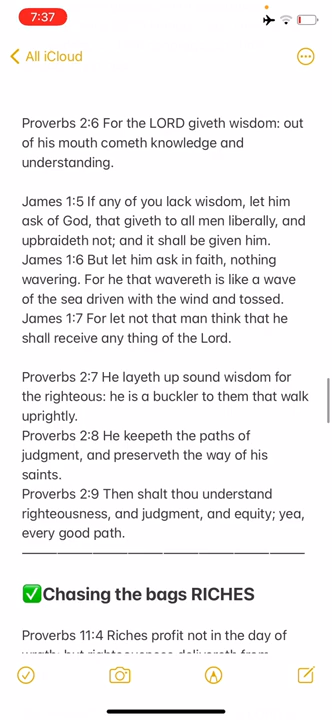 7:37
All iCloud
Proverbs 2:6 For the LORD giveth wisdom: out
of his mouth cometh knowledge and
understanding.
James 1:5 If any of you lack wisdom, let him
ask of God, that giveth to all men liberally, and
upbraideth not; and it shall be given him.
James 1:6 But let him ask in faith, nothing
wavering. For he that wavereth is like a wave
of the sea driven with the wind and tossed.
James 1:7 For let not that man think that he
shall receive any thing of the Lord.
Proverbs 2:7 He layeth up sound wisdom for
the righteous: he is a buckler to them that walk
uprightly.
Proverbs 2:8 He keepeth the paths of
judgment, and preserveth the way of his
saints.
Proverbs 2:9 Then shalt thou understand
righteousness, and judgment, and equity; yea,
every good path.
✅Chasing the bags RICHES
Proverbs 11:4 Riches profit not in the day of
wrath: but righteousness delivereth from